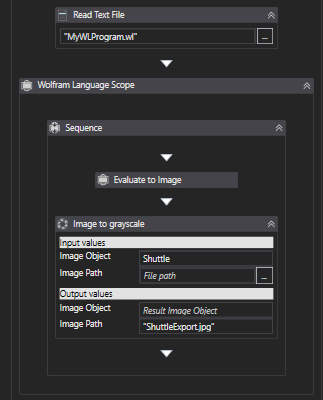 Read Text File
"MyWLProgram.wl"
...
Wolfram Language Scope
Sequence
Evaluate to Image
Image to grayscale
Input values
Image Object Shuttle
Image Path File path ...
Output values
Image Object Result Image Object
Image Path "ShuttleExport.jpg"